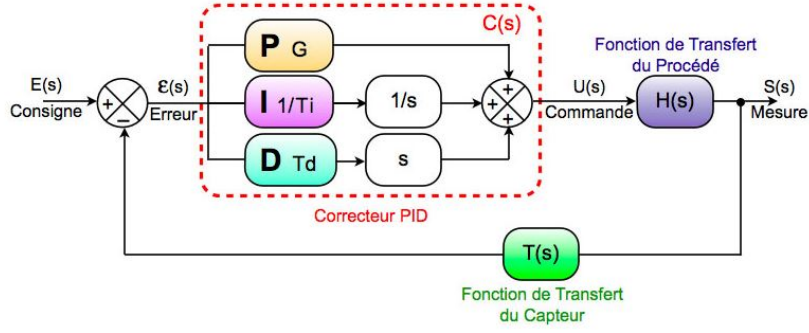 C(s)
P G
Fonction de Transfert
du Procédé
E(s)
Consigne
+
−
ε(s)
Erreur
I 1/Ti
1/s
+
+
+
U(s)
Commande
H(s)
S(s)
Mesure
D Td
s
Correcteur PID
T(s)
Fonction de Transfert
du Capteur